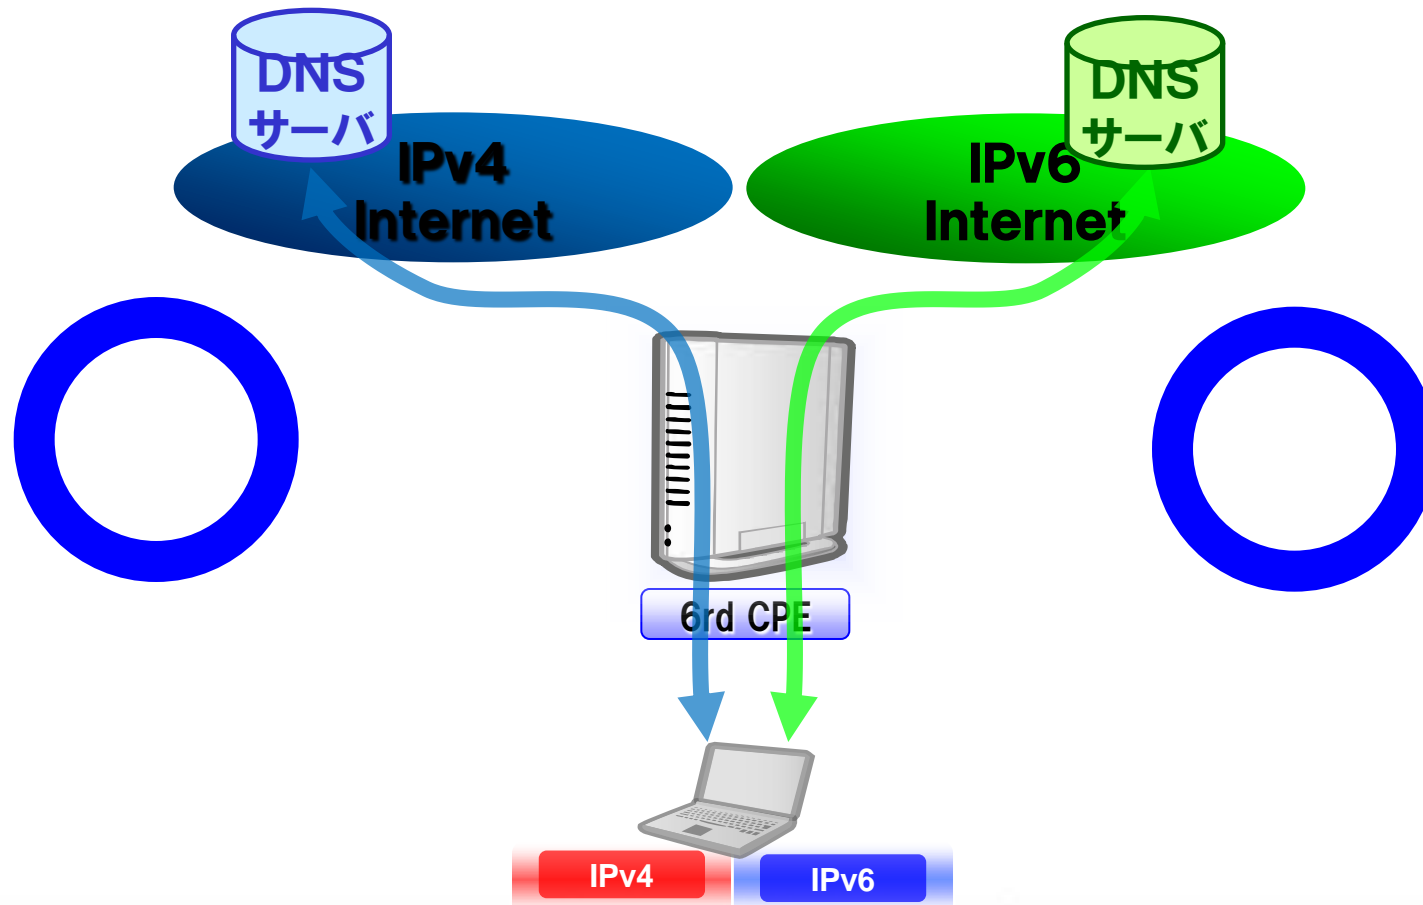 DNS
サーバ
IPv4
Internet
DNS
サーバ
IPv6
Internet
6rd CPE
IPv4
IPv6